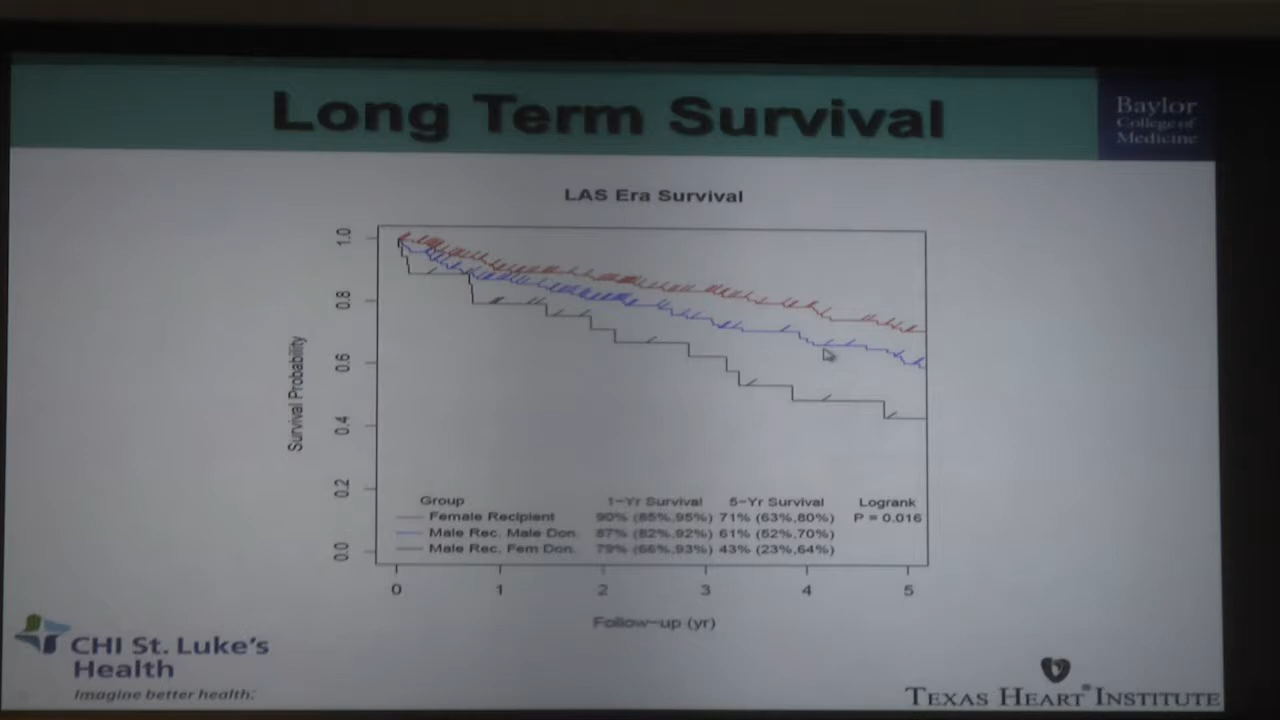 Long Term Survival
Baylor
College of
Medicine
LAS Era Survival
Survival Probability
1.0
0.8
0.6
0.4
0.2
0.0
Group 1-Yr Survival 5-Yr Survival Logrank
Female Recipient 90% (85%,95%) 71% (63%,80%) P = 0.016
Male Rec. Male Don. 87% (82%,92%) 61% (52%,70%)
Male Rec. Fem Don. 79% (66%,93%) 43% (23%,64%)
0 1 2 3 4 5
Follow-up (yr)
CHI St. Luke's
Health
Imagine better health.
TEXAS HEART® INSTITUTE